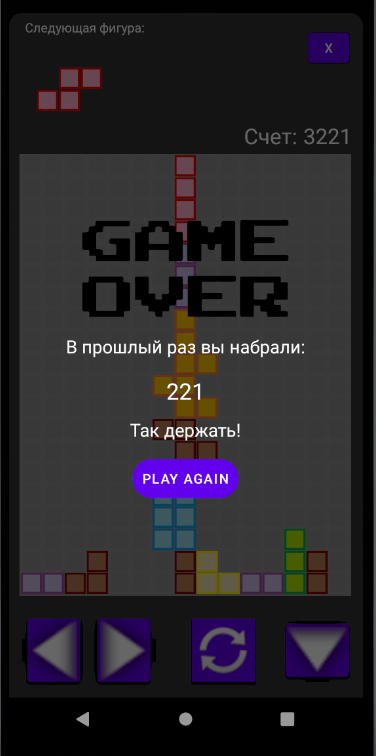 Следующая фигура:
X
Счет: 3221
GAME
OVER
В прошлый раз вы набрали:
221
Так держать!
PLAY AGAIN